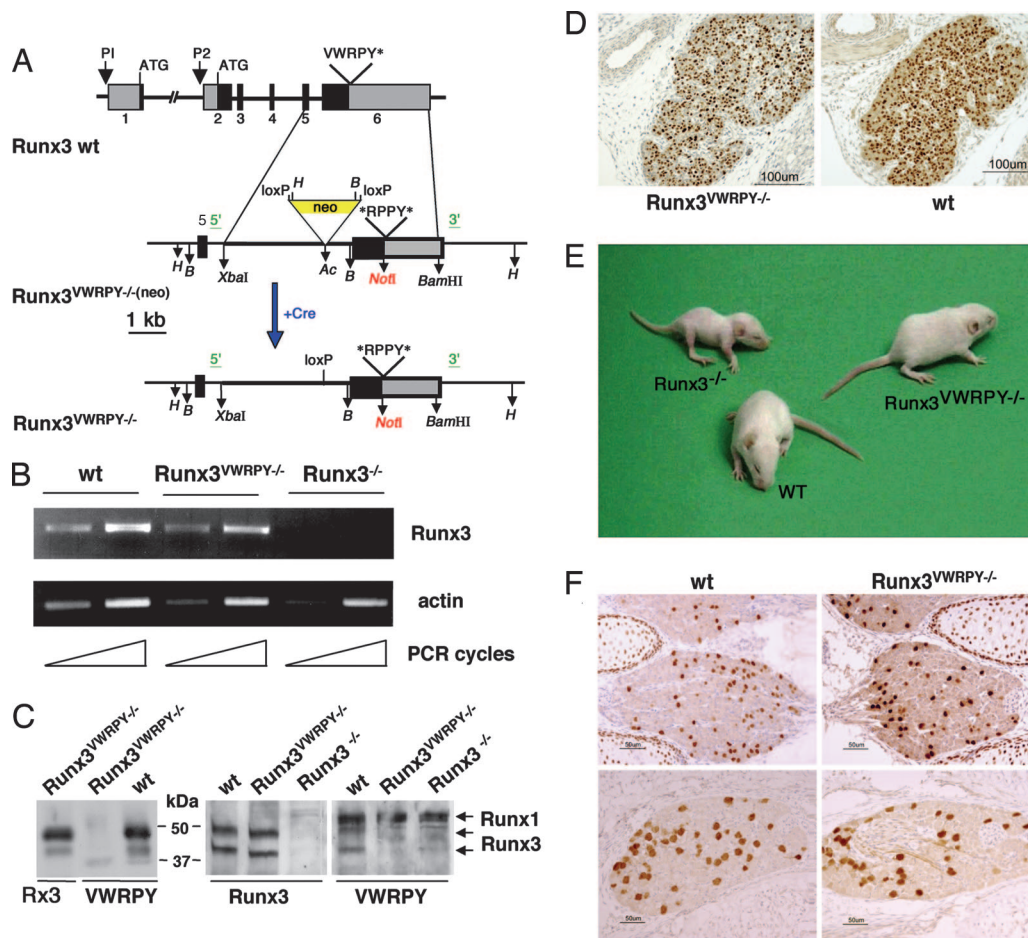 A
P1
ATG
P2
ATG
VWRPY*
1
2
3
4
5
6
Runx3 wt
loxP
H
B
loxP
neo
*RPPY*
5
5'
3'
H
B
XbaI
Ac
B
NotI
BamHI
H
Runx3VWRPY-/-(neo)
1 kb
+Cre
5'
loxP
*RPPY*
3'
H
B
XbaI
B
NotI
BamHI
H
Runx3VWRPY-/-
B
wt
Runx3VWRPY-/-
Runx3-/-
Runx3
actin
PCR cycles
C
Runx3VWRPY-/-
Runx3VWRPY-/-
wt
kDa
50
37
Rx3
VWRPY
wt
Runx3VWRPY-/-
Runx3-/-
Runx3
wt
Runx3VWRPY-/-
Runx3 -/-
VWRPY
Runx1
Runx3
D
100um
100um
Runx3VWRPY-/-
wt
E
Runx3-/-
Runx3VWRPY-/-
WT
F
wt
Runx3VWRPY-/-
50um
50um
50um
50um